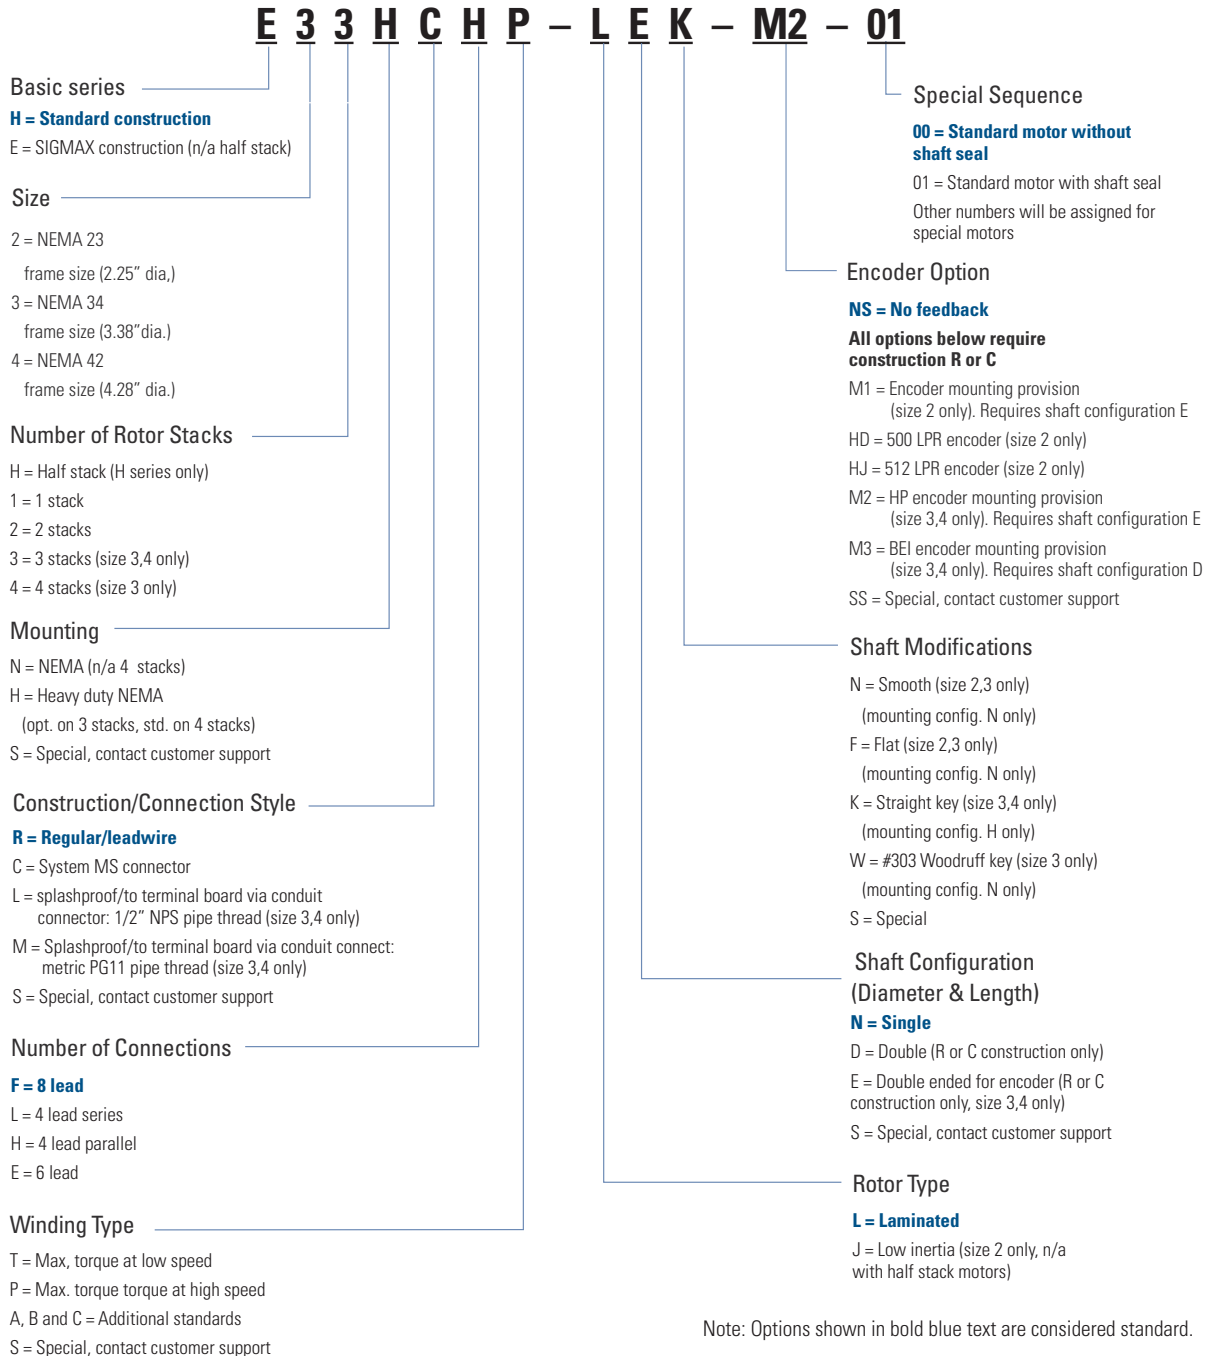 E 3 3 H C H P – L E K – M2 – 01
Basic series
H = Standard construction
E = SIGMAX construction (n/a half stack)
Size
2 = NEMA 23
frame size (2.25” dia,)
3 = NEMA 34
frame size (3.38”dia.)
4 = NEMA 42
frame size (4.28” dia.)
Number of Rotor Stacks
H = Half stack (H series only)
1 = 1 stack
2 = 2 stacks
3 = 3 stacks (size 3,4 only)
4 = 4 stacks (size 3 only)
Mounting
N = NEMA (n/a 4 stacks)
H = Heavy duty NEMA
(opt. on 3 stacks, std. on 4 stacks)
S = Special, contact customer support
Construction/Connection Style
R = Regular/leadwire
C = System MS connector
L = splashproof/to terminal board via conduit
connector: 1/2” NPS pipe thread (size 3,4 only)
M = Splashproof/to terminal board via conduit connect:
metric PG11 pipe thread (size 3,4 only)
S = Special, contact customer support
Number of Connections
F = 8 lead
L = 4 lead series
H = 4 lead parallel
E = 6 lead
Winding Type
T = Max, torque at low speed
P = Max. torque torque at high speed
A, B and C = Additional standards
S = Special, contact customer support
Special Sequence
00 = Standard motor without
shaft seal
01 = Standard motor with shaft seal
Other numbers will be assigned for
special motors
Encoder Option
NS = No feedback
All options below require
construction R or C
M1 = Encoder mounting provision
(size 2 only). Requires shaft configuration E
HD = 500 LPR encoder (size 2 only)
HJ = 512 LPR encoder (size 2 only)
M2 = HP encoder mounting provision
(size 3,4 only). Requires shaft configuration E
M3 = BEI encoder mounting provision
(size 3,4 only). Requires shaft configuration D
SS = Special, contact customer support
Shaft Modifications
N = Smooth (size 2,3 only)
(mounting config. N only)
F = Flat (size 2,3 only)
(mounting config. N only)
K = Straight key (size 3,4 only)
(mounting config. H only)
W = #303 Woodruff key (size 3 only)
(mounting config. N only)
S = Special
Shaft Configuration
(Diameter & Length)
N = Single
D = Double (R or C construction only)
E = Double ended for encoder (R or C
construction only, size 3,4 only)
S = Special, contact customer support
Rotor Type
L = Laminated
J = Low inertia (size 2 only, n/a
with half stack motors)
Note: Options shown in bold blue text are considered standard.